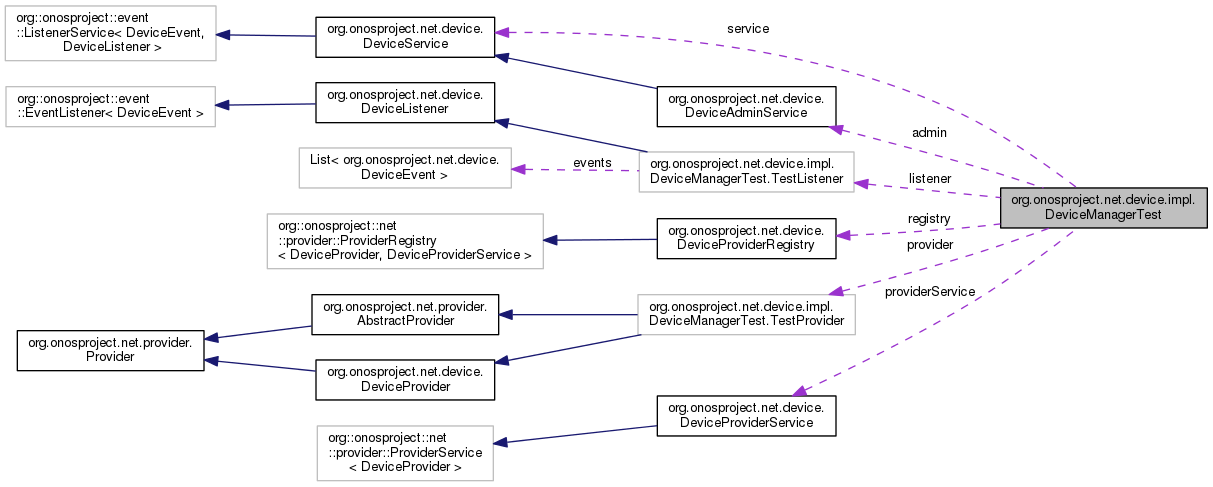 org::onosproject::event
::ListenerService< DeviceEvent,
DeviceListener >
org.onosproject.net.device.
DeviceService
service
org::onosproject::event
::EventListener< DeviceEvent >
org.onosproject.net.device.
DeviceListener
org.onosproject.net.device.
DeviceAdminService
admin
List< org.onosproject.net.device.
DeviceEvent >
events
org.onosproject.net.device.impl.
DeviceManagerTest.TestListener
listener
org.onosproject.net.device.impl.
DeviceManagerTest
org::onosproject::net
::provider::ProviderRegistry
< DeviceProvider, DeviceProviderService >
org.onosproject.net.device.
DeviceProviderRegistry
registry
provider
providerService
org.onosproject.net.provider.
AbstractProvider
org.onosproject.net.device.impl.
DeviceManagerTest.TestProvider
org.onosproject.net.provider.
Provider
org.onosproject.net.device.
DeviceProvider
org.onosproject.net.device.
DeviceProviderService
org::onosproject::net
::provider::ProviderService
< DeviceProvider >